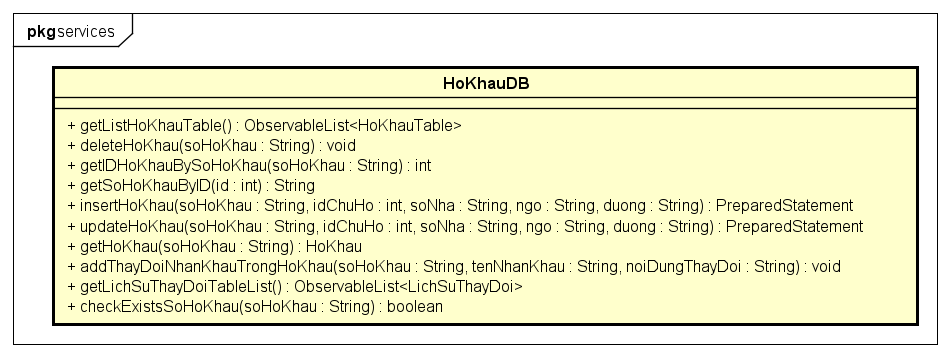 pkg services
HoKhauDB
+ getListHoKhauTable() : ObservableList<HoKhauTable>
+ deleteHoKhau(soHoKhau : String) : void
+ getIDHoKhauBySoHoKhau(soHoKhau : String) : int
+ getSoHoKhauByID(id : int) : String
+ insertHoKhau(soHoKhau : String, idChuHo : int, soNha : String, ngo : String, duong : String) : PreparedStatement
+ updateHoKhau(soHoKhau : String, idChuHo : int, soNha : String, ngo : String, duong : String) : PreparedStatement
+ getHoKhau(soHoKhau : String) : HoKhau
+ addThayDoiNhanKhauTrongHoKhau(soHoKhau : String, tenNhanKhau : String, noiDungThayDoi : String) : void
+ getLichSuThayDoiTableList() : ObservableList<LichSuThayDoi>
+ checkExistsSoHoKhau(soHoKhau : String) : boolean